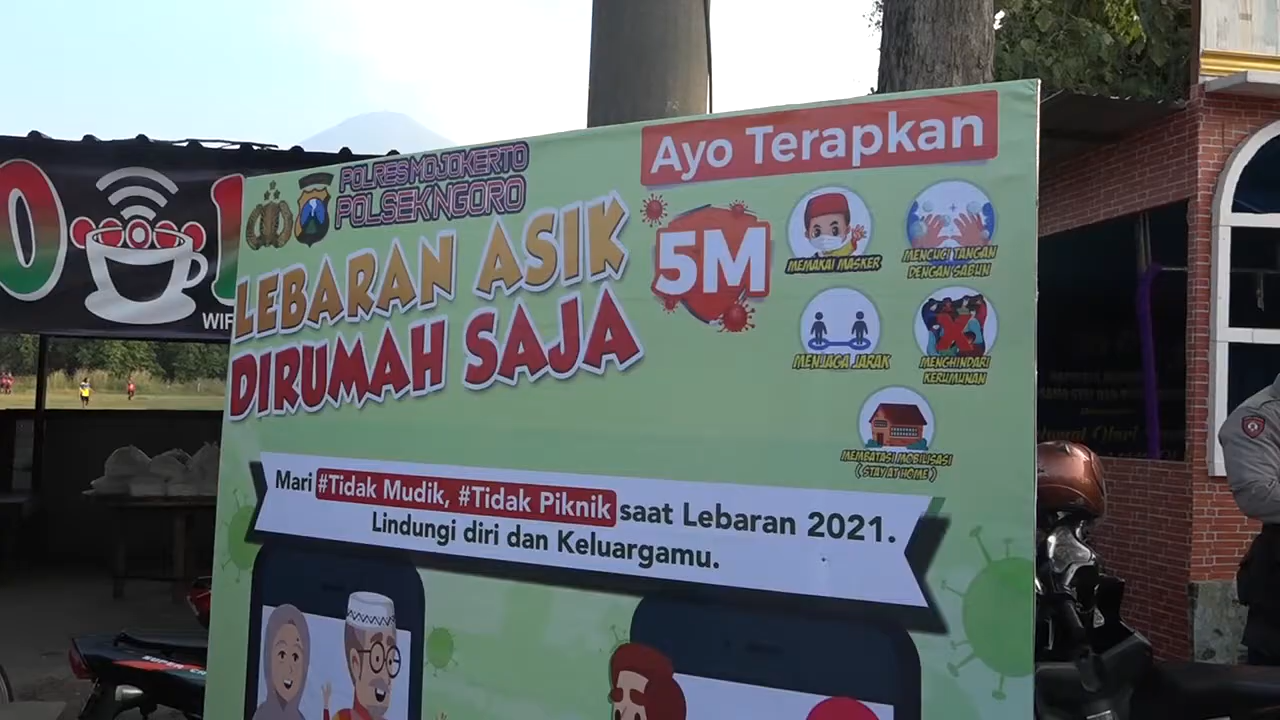 POLRES MOJOKERTO
POLSEK NGORO
LEBARAN ASIK
DIRUMAH SAJA
Ayo Terapkan
5M
MEMAKAI MASKER
MENCUCI TANGAN
DENGAN SABUN
MENJAGA JARAK
MENGHINDARI
KERUMUNAN
MEMBATASI MOBILISASI
( STAY AT HOME )
Mari #Tidak Mudik, #Tidak Piknik saat Lebaran 2021.
Lindungi diri dan Keluargamu.
WIF